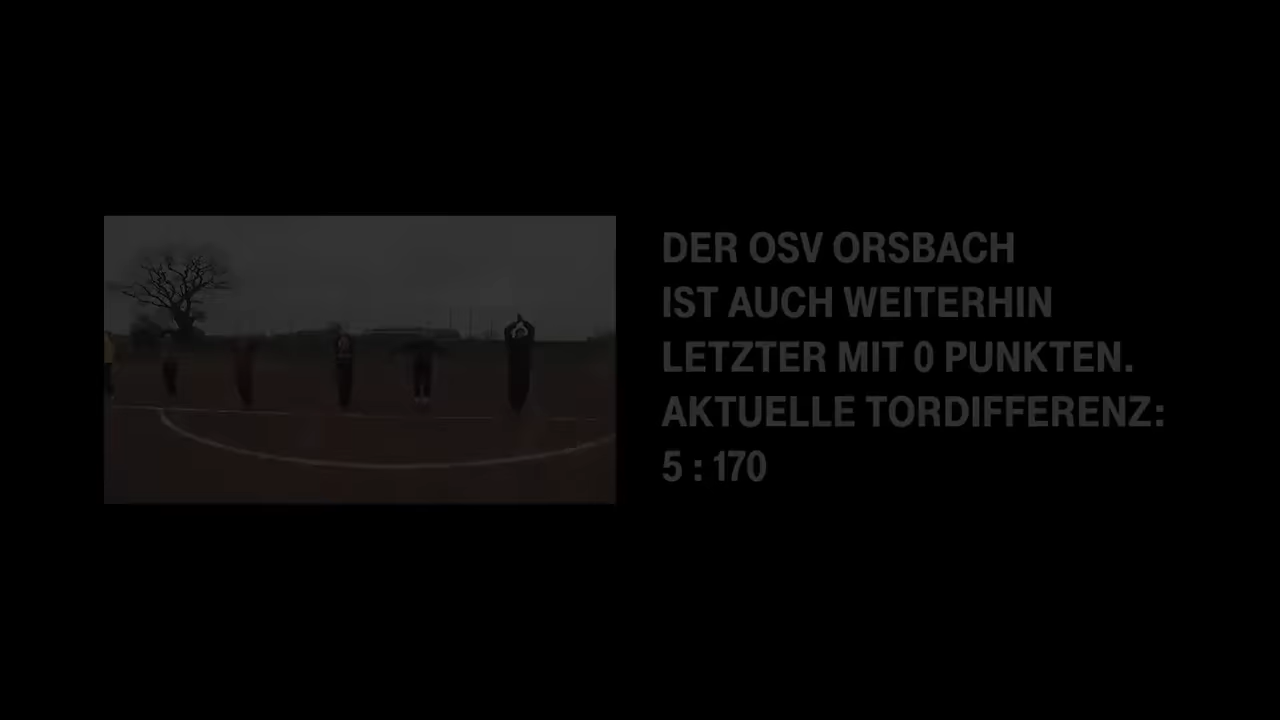 DER OSV ORSBACH
IST AUCH WEITERHIN
LETZTER MIT 0 PUNKTEN.
AKTUELLE TORDIFFERENZ:
5 : 170